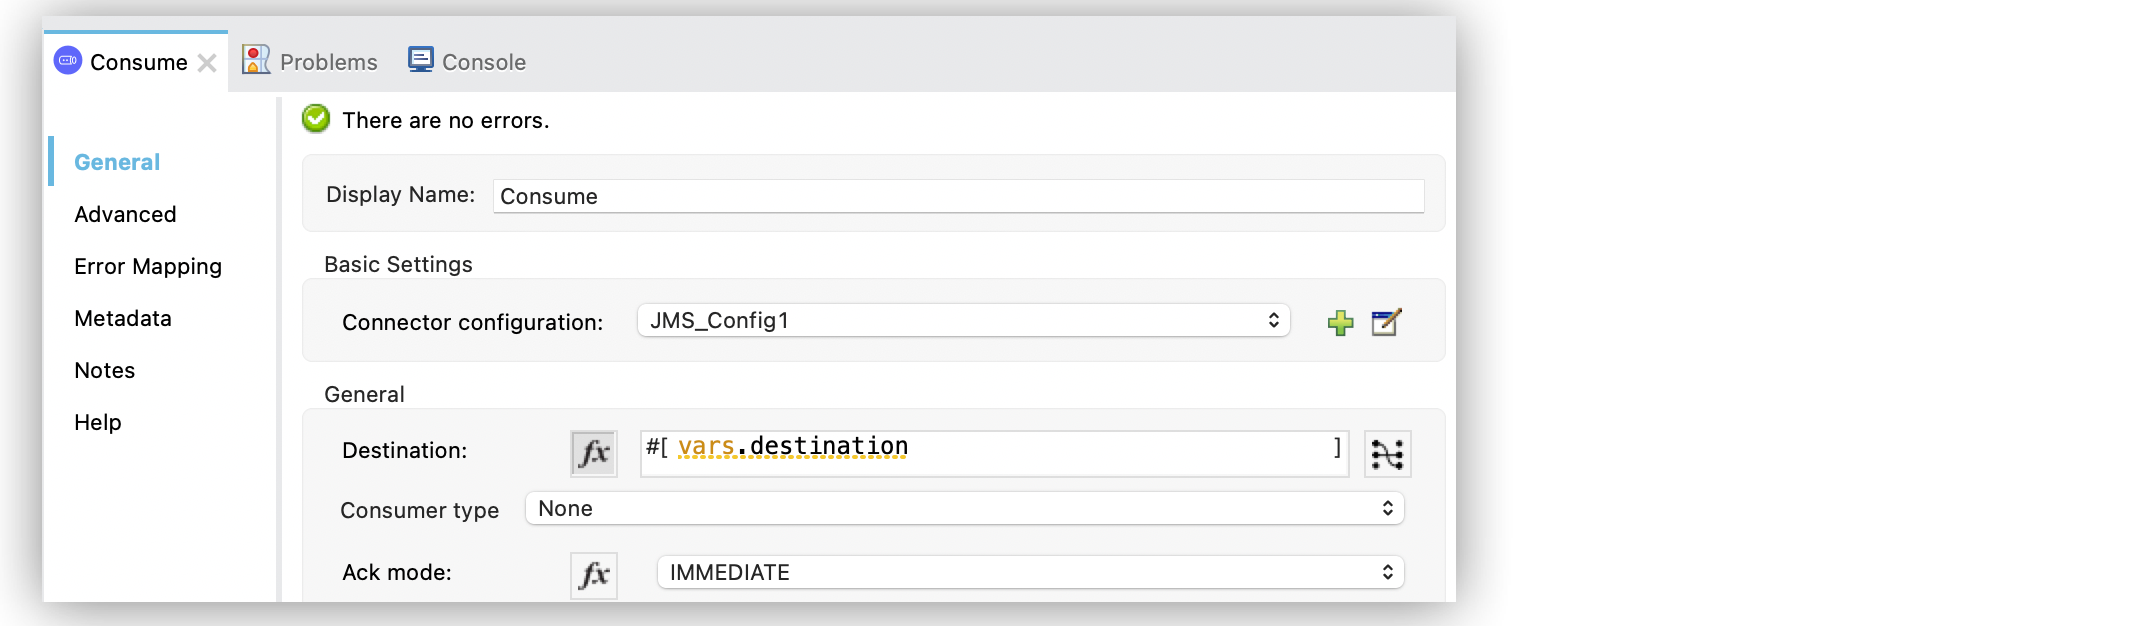 Consume Problems Console
There are no errors.
General
Advanced
Error Mapping
Metadata
Notes
Help
Display Name: Consume
Basic Settings
Connector configuration: JMS_Config1
General
Destination: fx #[ vars.destination ]
Consumer type None
Ack mode: fx IMMEDIATE